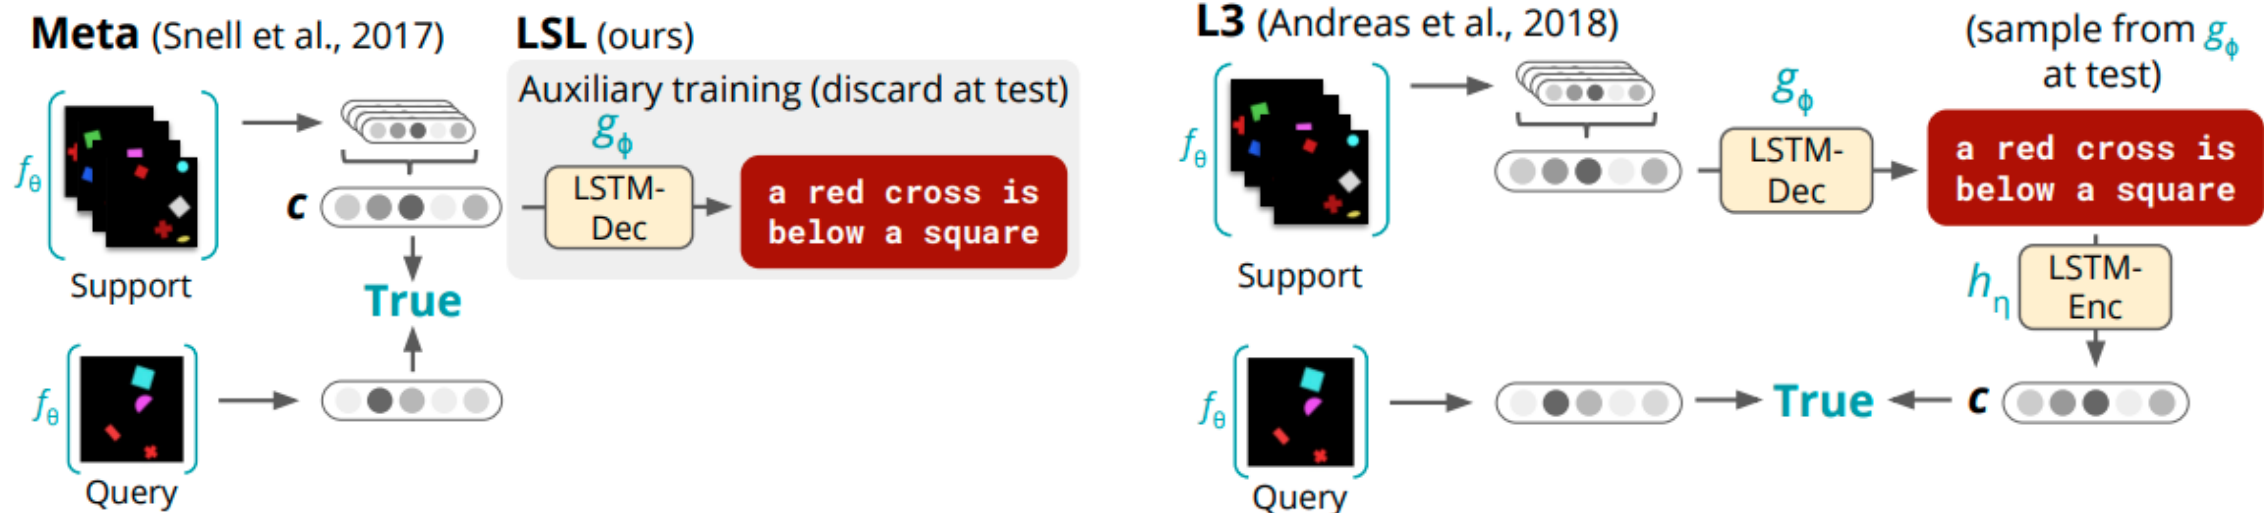 Meta (Snell et al., 2017)
LSL (ours)
Auxiliary training (discard at test)
fθ
Support
c
gϕ
LSTM-
Dec
a red cross is
below a square
True
fθ
Query
L3 (Andreas et al., 2018)
(sample from gϕ
at test)
fθ
Support
gϕ
LSTM-
Dec
a red cross is
below a square
hη
LSTM-
Enc
fθ
Query
True
c